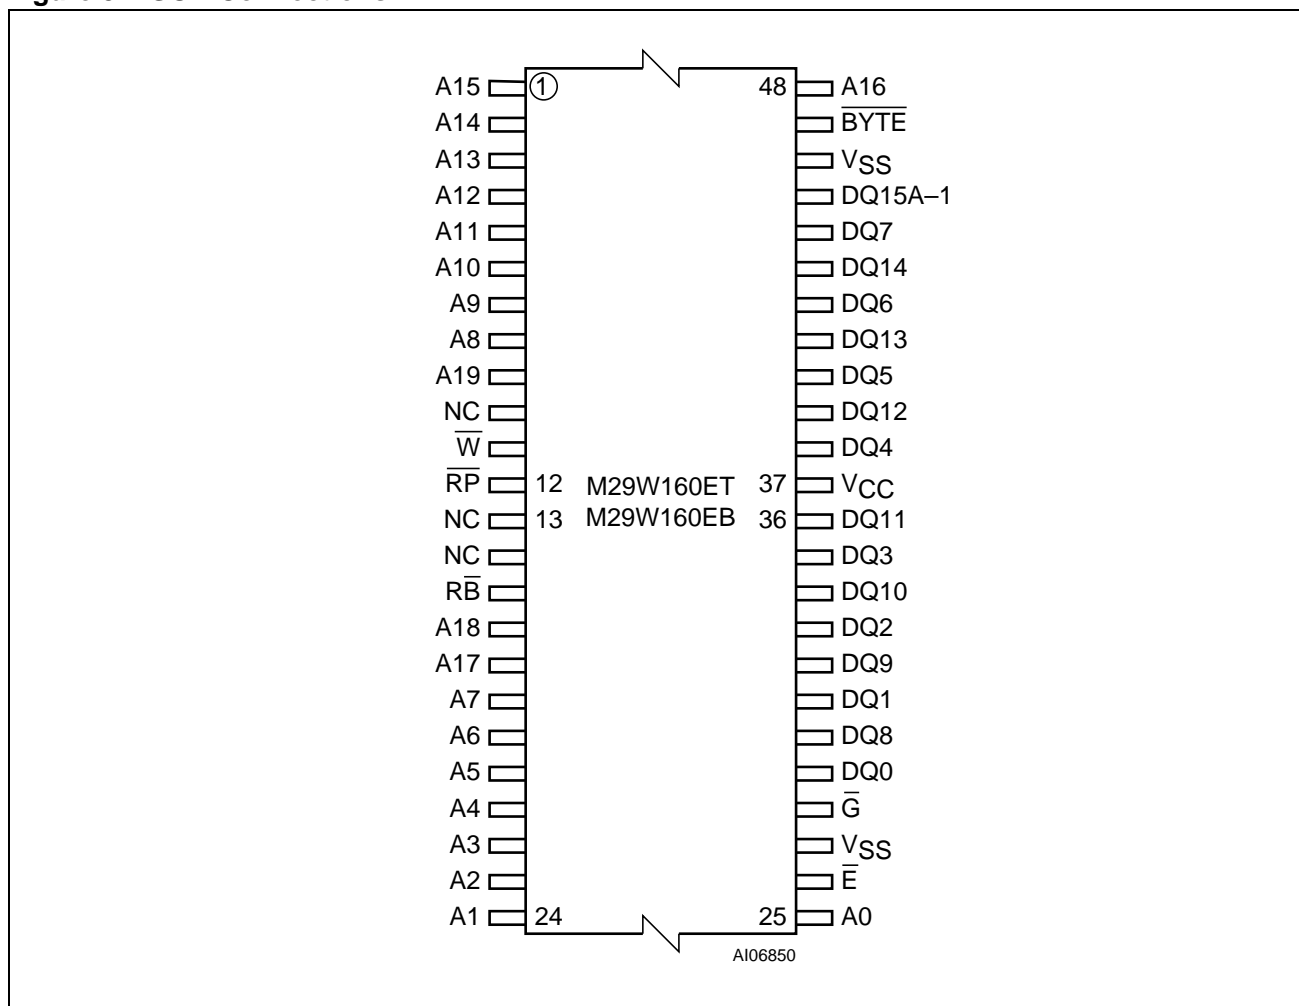 A15 1 48 A16
A14 B̅Y̅T̅E̅
A13 VSS
A12 DQ15A–1
A11 DQ7
A10 DQ14
A9 DQ6
A8 DQ13
A19 DQ5
NC DQ12
W̅ DQ4
R̅P̅ 12 M29W160ET 37 VCC
NC 13 M29W160EB 36 DQ11
NC DQ3
RB̅ DQ10
A18 DQ2
A17 DQ9
A7 DQ1
A6 DQ8
A5 DQ0
A4 G̅
A3 VSS
A2 E̅
A1 24 25 A0
AI06850